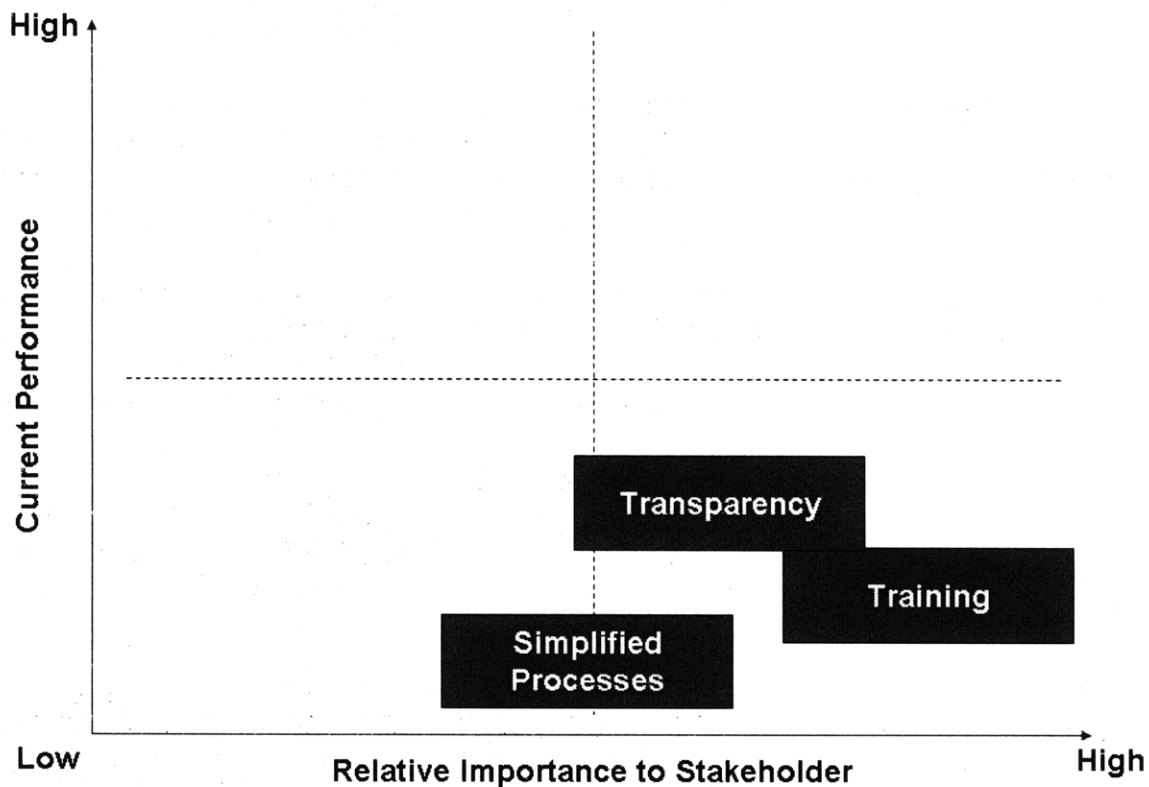 High
Current Performance
Transparency
Training
Simplified
Processes
Low
Relative Importance to Stakeholder
High